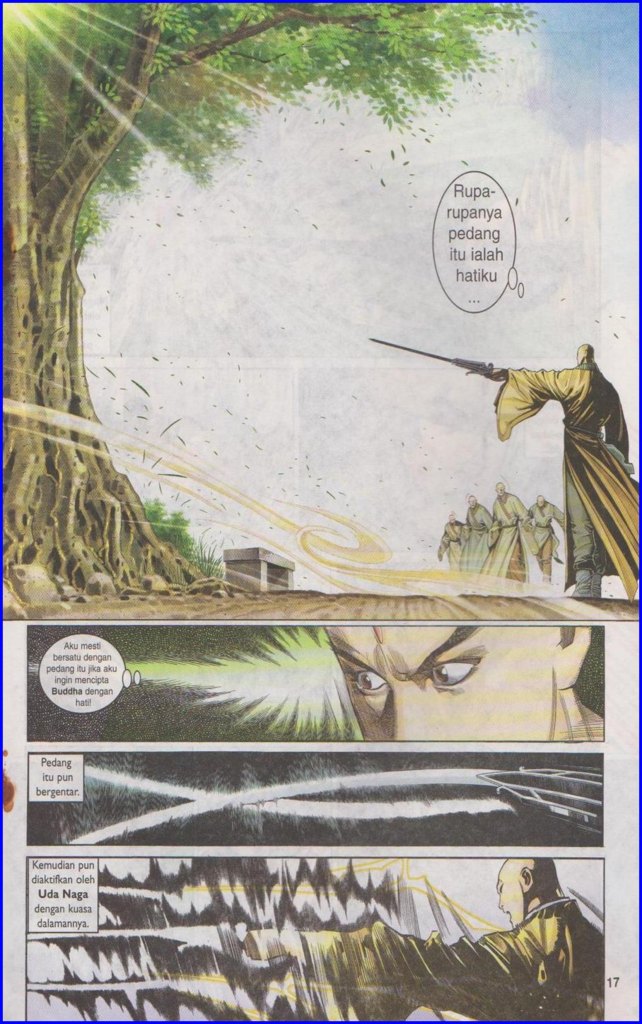 Rupa-
rupanya
pedang
itu ialah
hatiku
...
Aku mesti
bersatu dengan
pedang itu jika aku
ingin mencipta
Buddha dengan
hati!
Pedang
itu pun
bergentar.
Kemudian pun
diaktifkan oleh
Uda Naga
dengan kuasa
dalamannya.
17